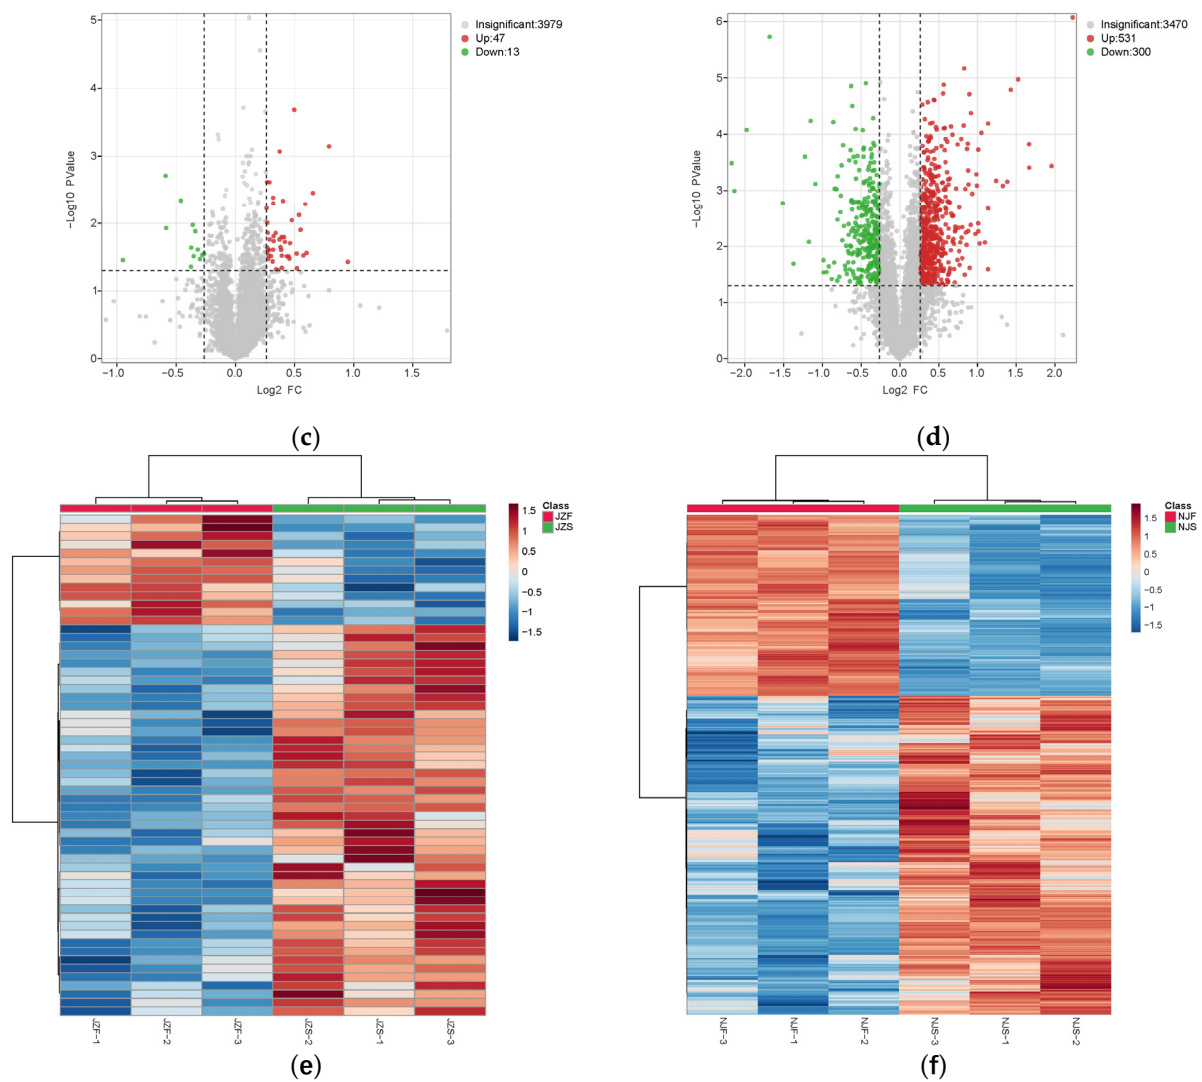 5
4
3
2
1
0
−Log10 PValue
−1.0
−0.5
0.0
0.5
1.0
1.5
Log2 FC
Insignificant:3979
Up:47
Down:13
(c)
6
5
4
3
2
1
0
−Log10 PValue
−2.0
−1.5
−1.0
−0.5
0.0
0.5
1.0
1.5
2.0
Log2 FC
Insignificant:3470
Up:531
Down:300
(d)
1.5
1
0.5
0
−0.5
−1
−1.5
Class
JZF
JZS
JZF-1
JZF-2
JZF-3
JZS-2
JZS-1
JZS-3
(e)
1.5
1
0.5
0
−0.5
−1
−1.5
Class
NJF
NJS
NJF-3
NJF-1
NJF-2
NJS-3
NJS-1
NJS-2
(f)